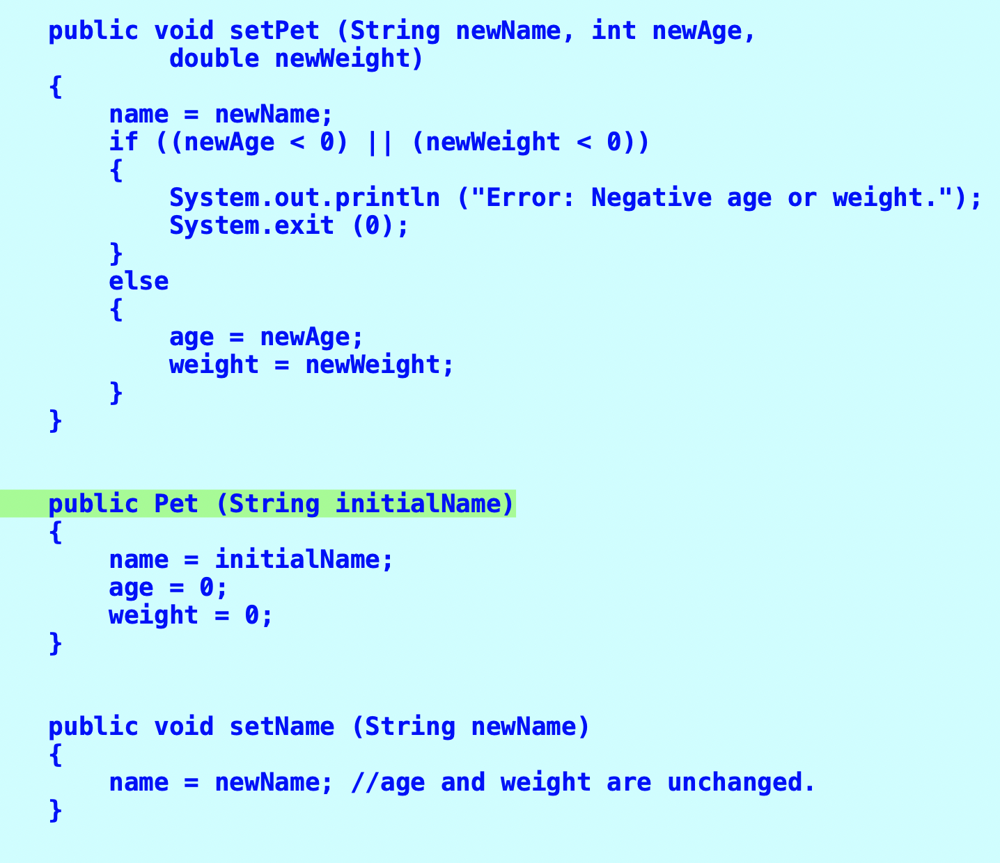 public void setPet (String newName, int newAge,
        double newWeight)
{
    name = newName;
    if ((newAge < 0) || (newWeight < 0))
    {
        System.out.println ("Error: Negative age or weight.");
        System.exit (0);
    }
    else
    {
        age = newAge;
        weight = newWeight;
    }
}
public Pet (String initialName)
{
    name = initialName;
    age = 0;
    weight = 0;
}
public void setName (String newName)
{
    name = newName; //age and weight are unchanged.
}